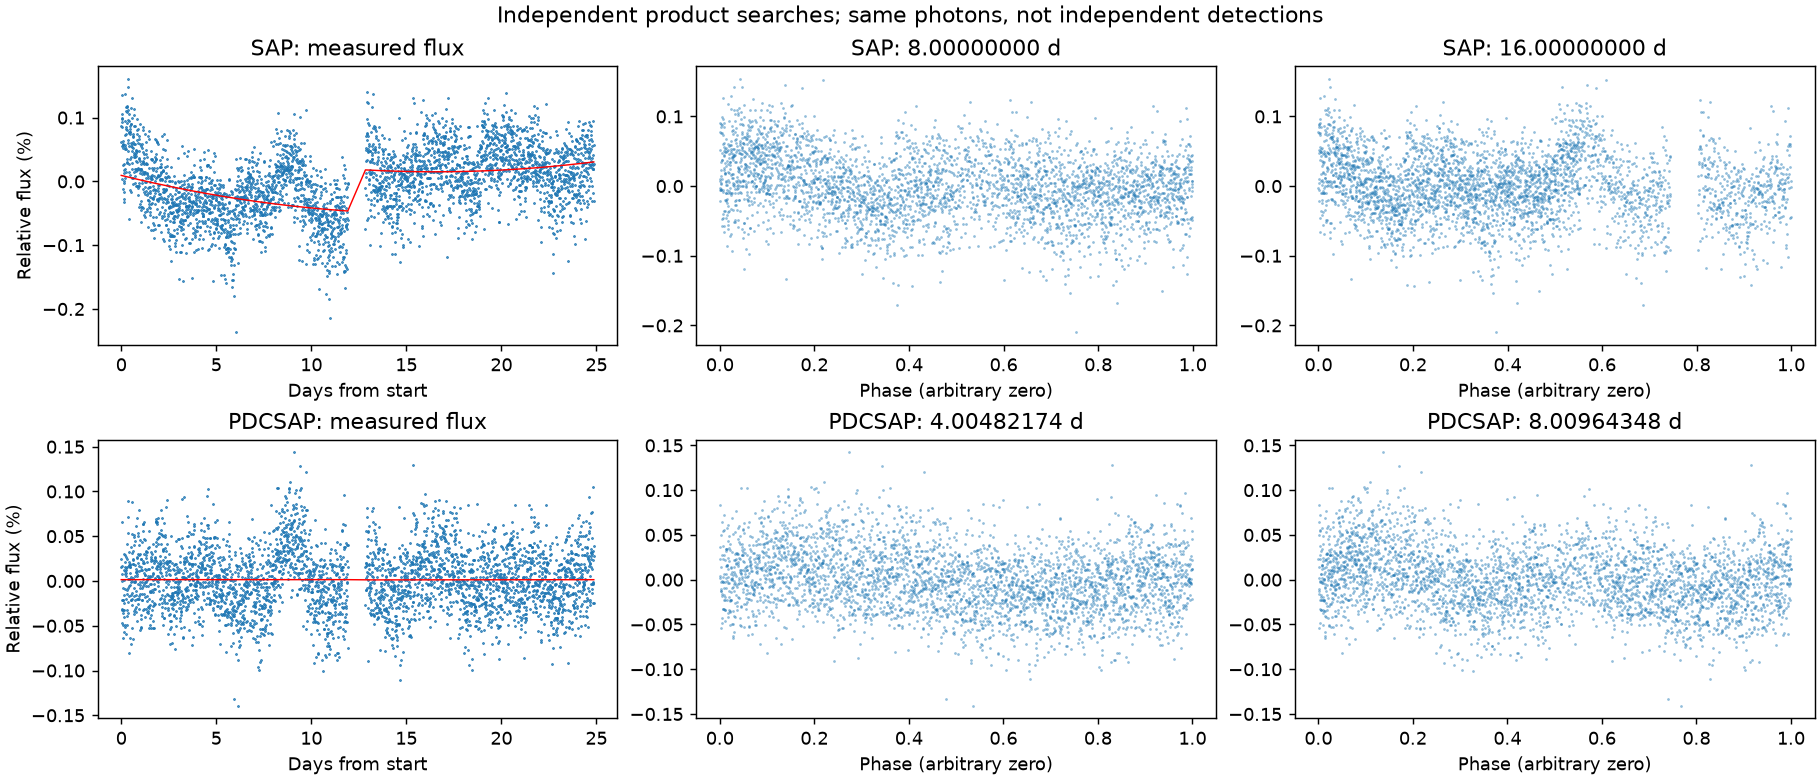 Independent product searches; same photons, not independent detections
SAP: measured flux
SAP: 8.00000000 d
SAP: 16.00000000 d
Relative flux (%)
0.1
0.0
−0.1
−0.2
0.1
0.0
−0.1
−0.2
0.1
0.0
−0.1
−0.2
0 5 10 15 20 25
0.0 0.2 0.4 0.6 0.8 1.0
0.0 0.2 0.4 0.6 0.8 1.0
Days from start
Phase (arbitrary zero)
Phase (arbitrary zero)
PDCSAP: measured flux
PDCSAP: 4.00482174 d
PDCSAP: 8.00964348 d
Relative flux (%)
0.15
0.10
0.05
0.00
−0.05
−0.10
−0.15
0.15
0.10
0.05
0.00
−0.05
−0.10
−0.15
0.15
0.10
0.05
0.00
−0.05
−0.10
−0.15
0 5 10 15 20 25
0.0 0.2 0.4 0.6 0.8 1.0
0.0 0.2 0.4 0.6 0.8 1.0
Days from start
Phase (arbitrary zero)
Phase (arbitrary zero)